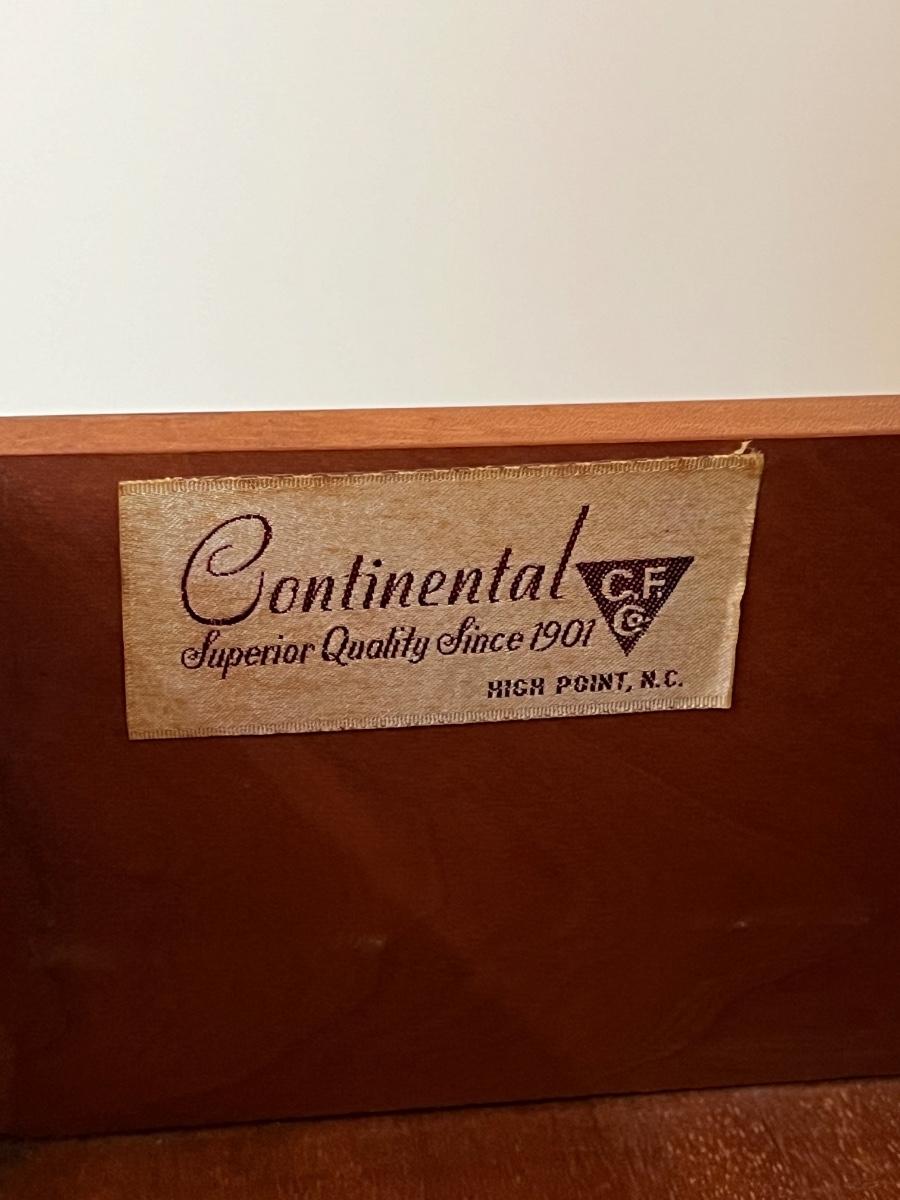 Continental
C.F.
Co.
Superior Quality Since 1901
HIGH POINT, N.C.